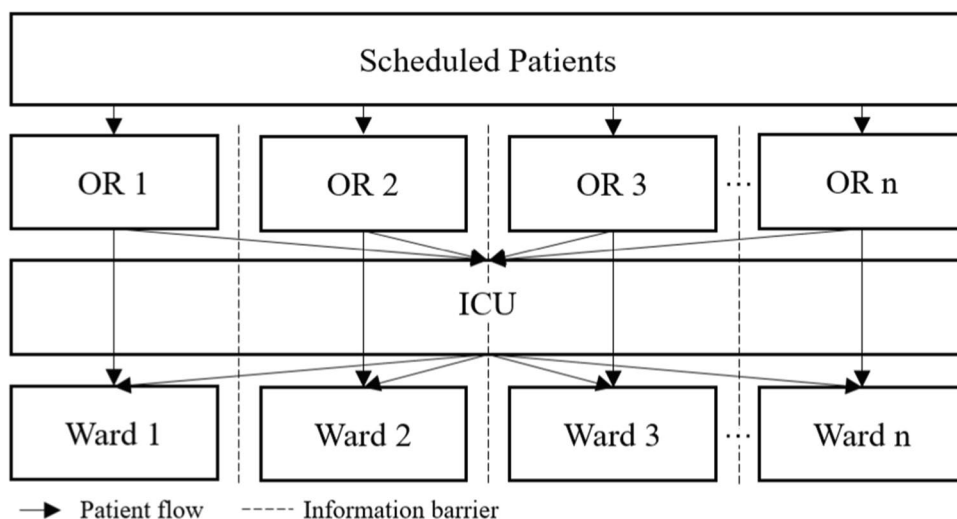 Scheduled Patients
OR 1
OR 2
OR 3
...
OR n
ICU
Ward 1
Ward 2
Ward 3
...
Ward n
Patient flow
Information barrier